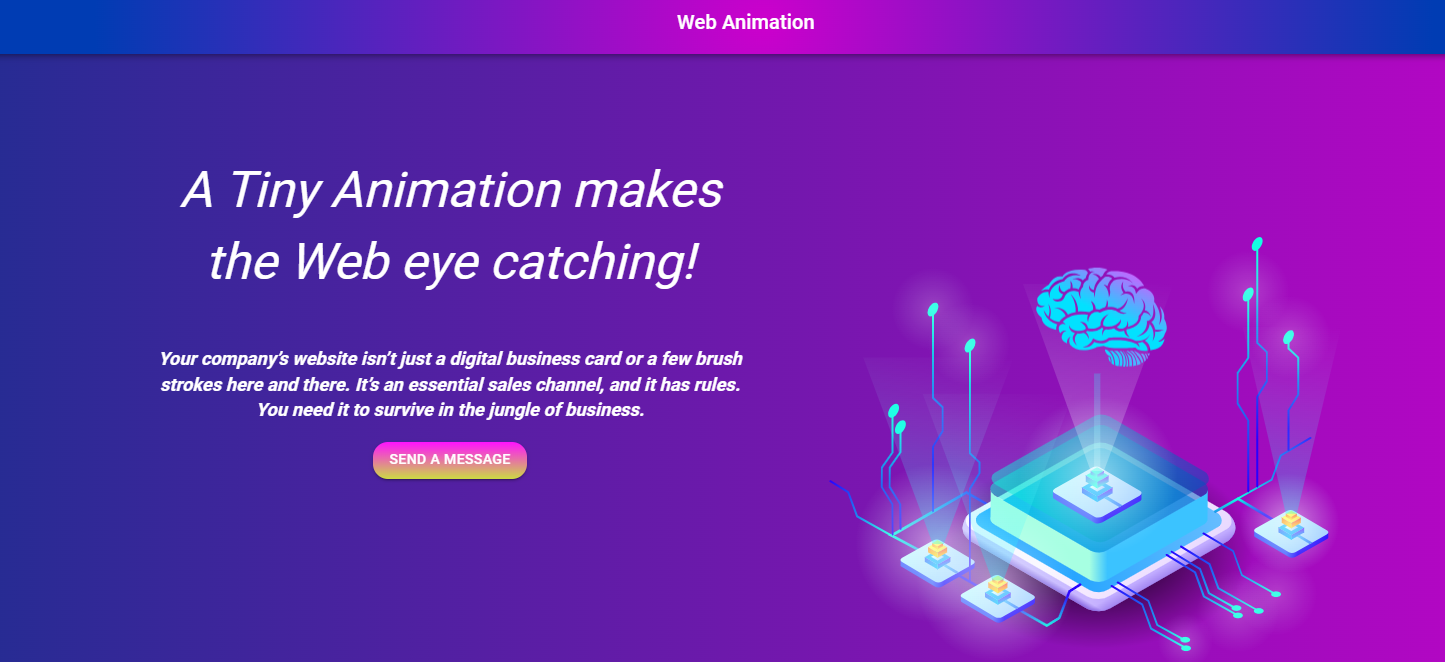 Web Animation
A Tiny Animation makes
the Web eye catching!
Your company’s website isn’t just a digital business card or a few brush
strokes here and there. It’s an essential sales channel, and it has rules.
You need it to survive in the jungle of business.
SEND A MESSAGE